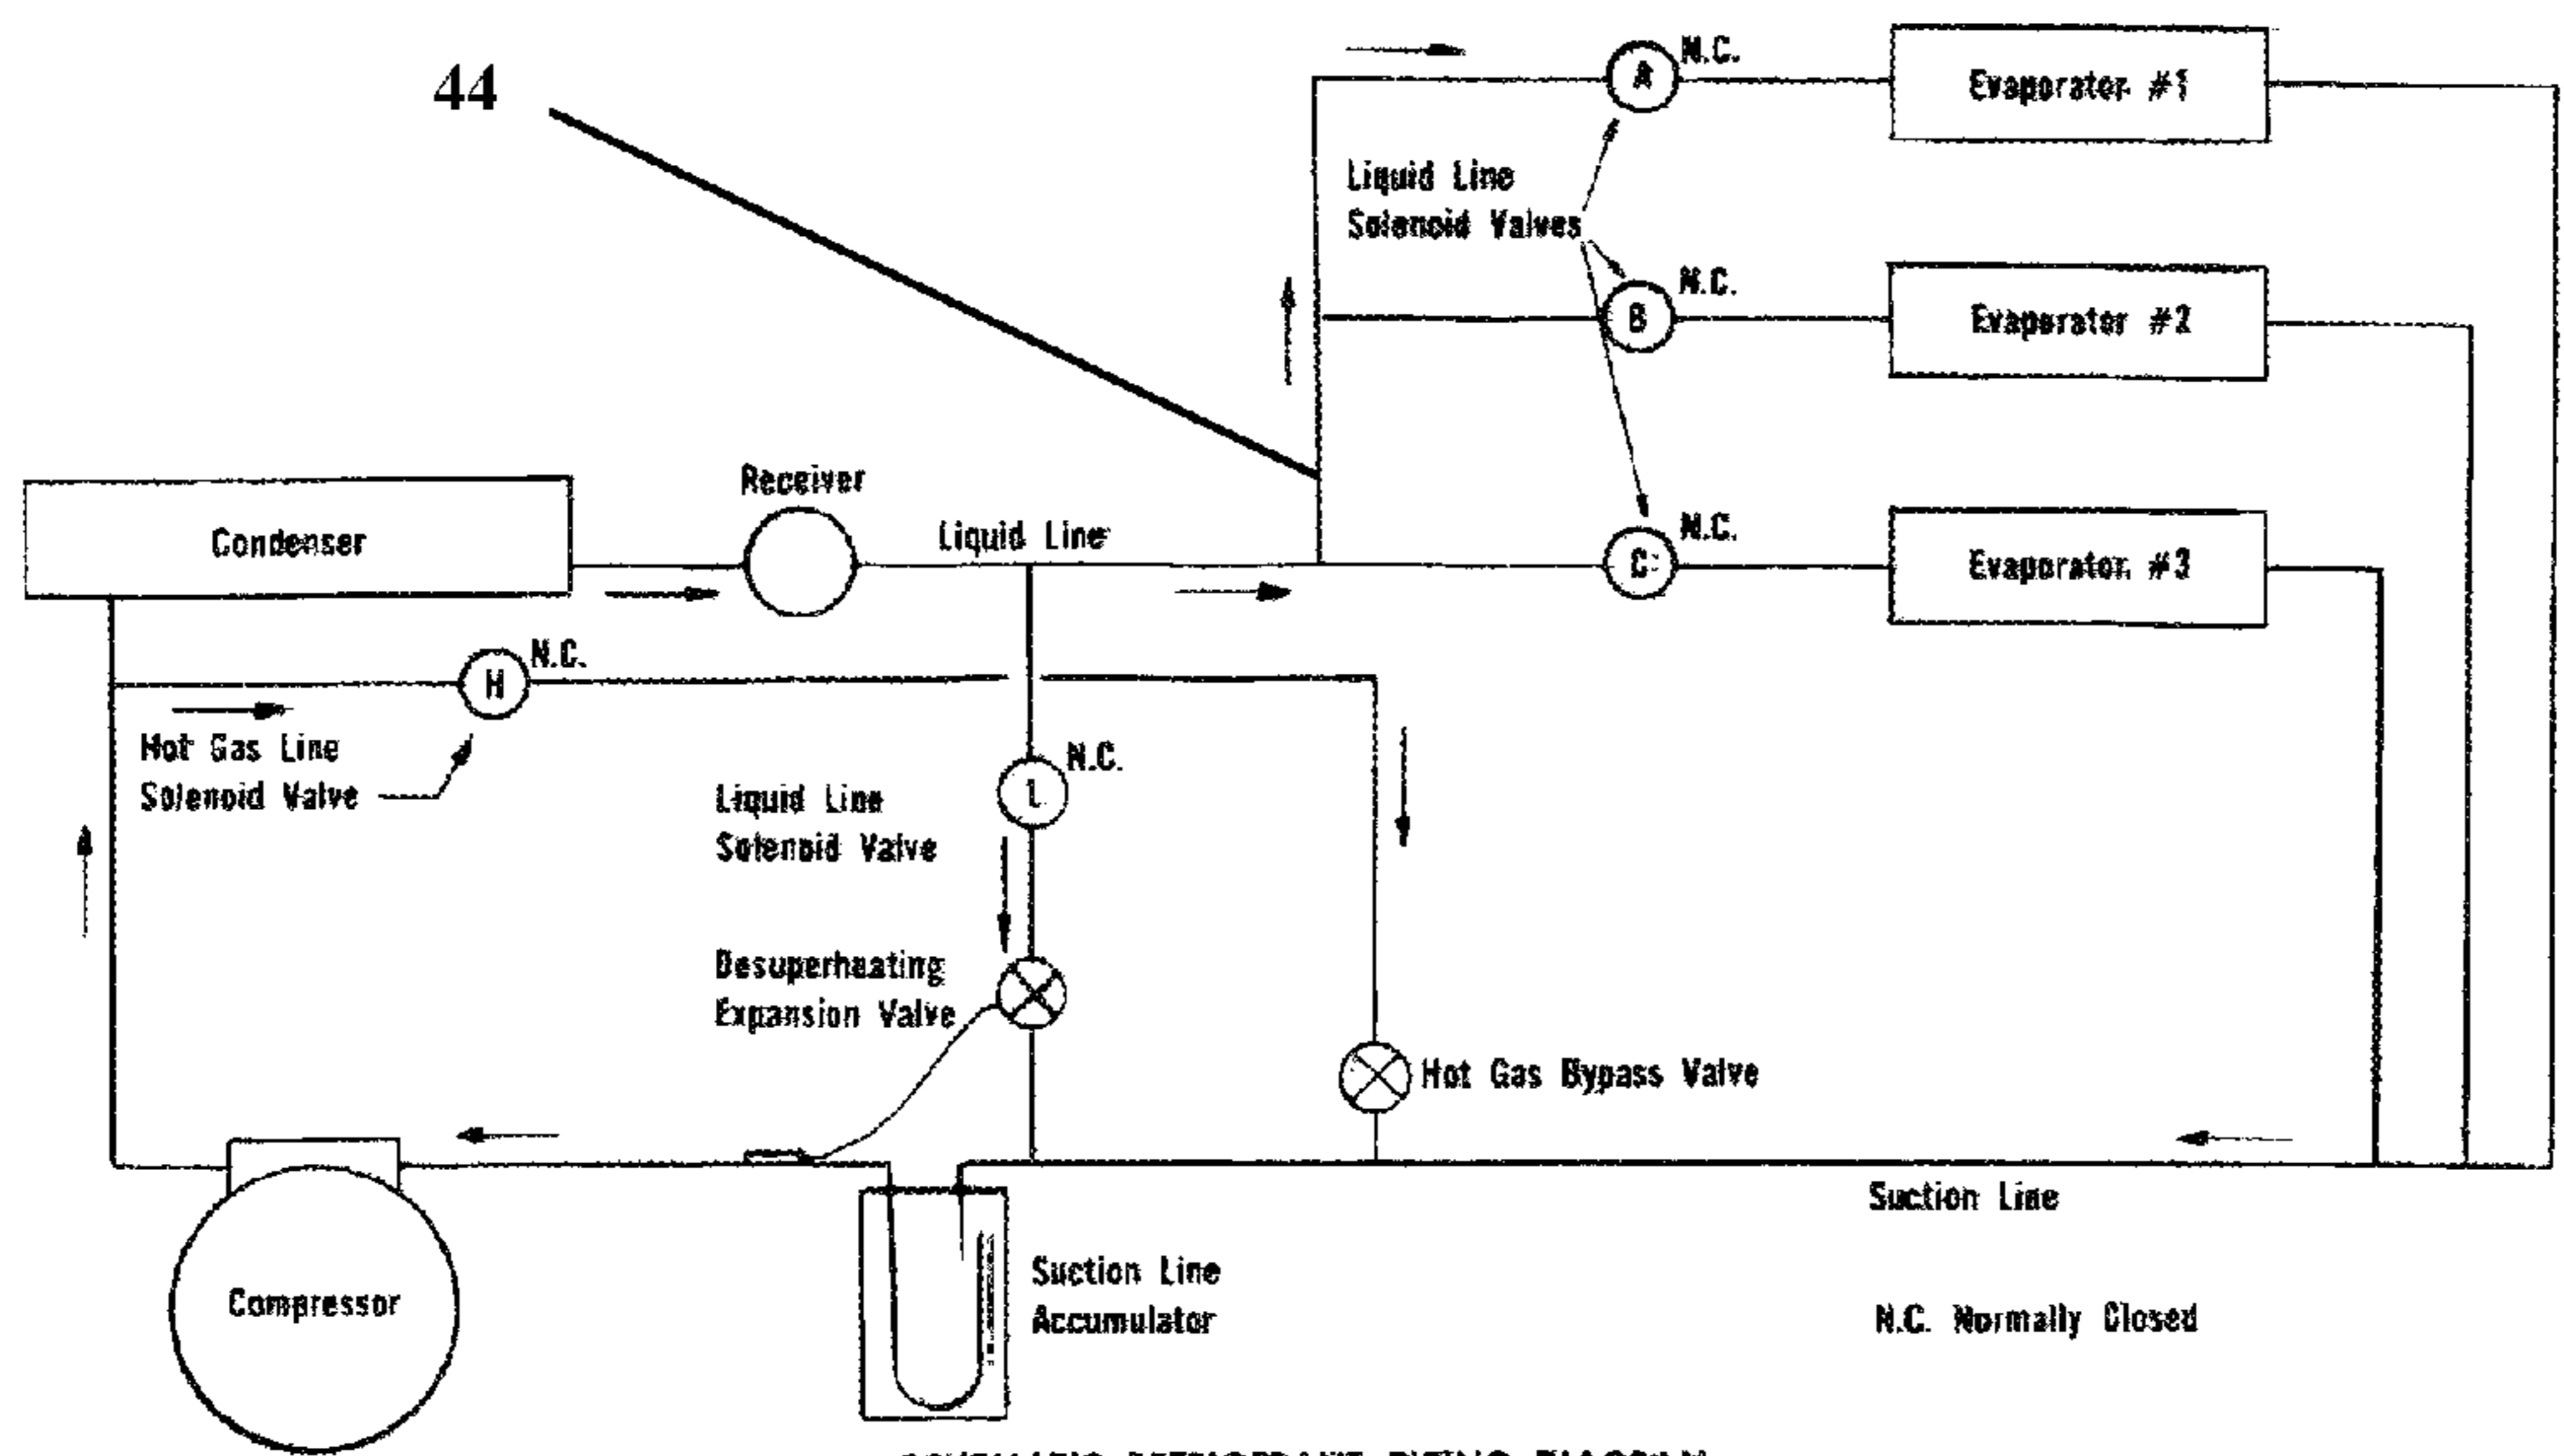 44
N.C.
A
Evaporator #1
Liquid Line
Solenoid Valves
N.C.
B
Evaporator #2
Receiver
Condenser
Liquid Line
N.C.
C
Evaporator #3
N.C.
H
Hot Gas Line
Solenoid Valve
N.C.
L
Liquid Line
Solenoid Valve
Desuperheating
Expansion Valve
Hot Gas Bypass Valve
Suction Line
Compressor
Suction Line
Accumulator
N.C. Normally Closed